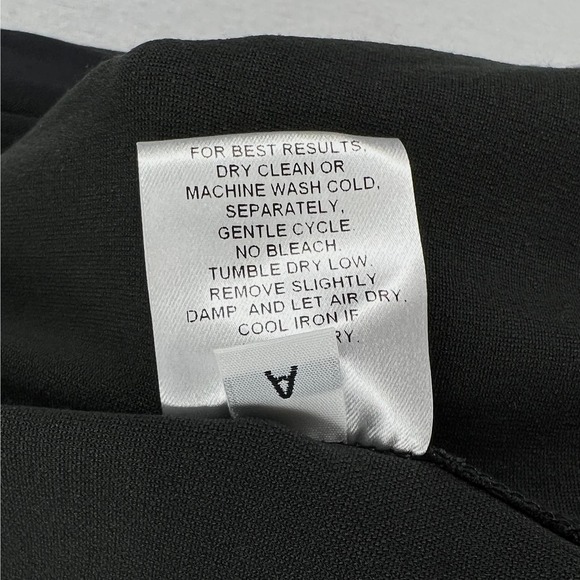 FOR BEST RESULTS.
DRY CLEAN OR
MACHINE WASH COLD,
SEPARATELY,
GENTLE CYCLE.
NO BLEACH.
TUMBLE DRY LOW.
REMOVE SLIGHTLY
DAMP AND LET AIR DRY.
COOL IRON IF
A